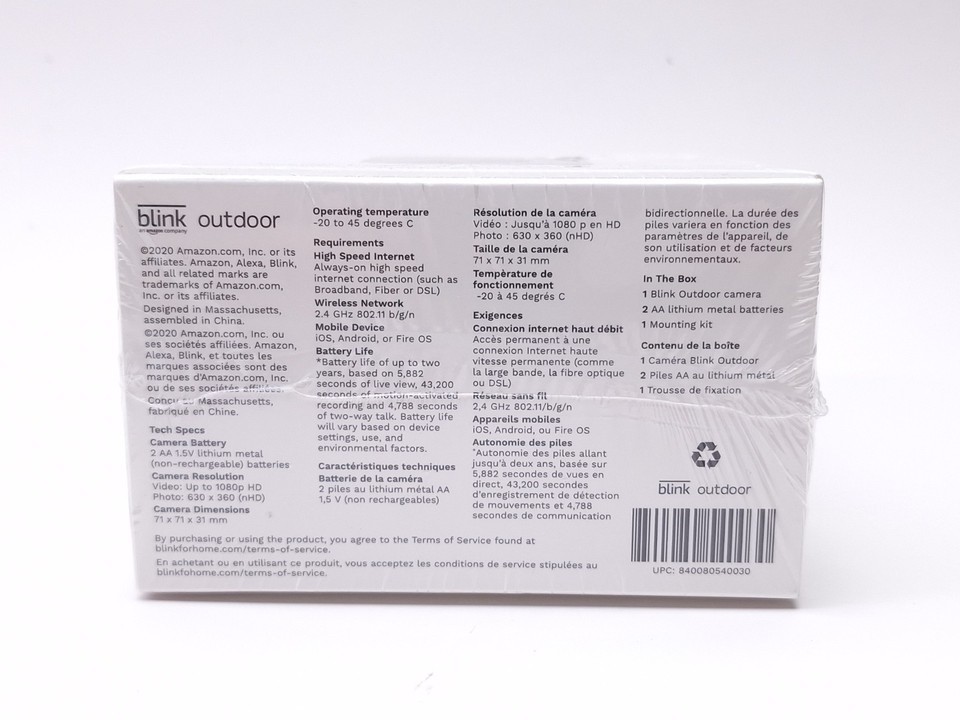 blink outdoor
an amazon company
©2020 Amazon.com, Inc. or its
affiliates. Amazon, Alexa, Blink,
and all related marks are
trademarks of Amazon.com,
Inc. or its affiliates.
Designed in Massachusetts,
assembled in China.
©2020 Amazon.com, Inc. ou
ses sociétés affiliées. Amazon,
Alexa, Blink, et toutes les
marques associées sont des
marques d'Amazon.com, Inc.
ou de ses sociétés affiliées.
Conçu au Massachusetts,
fabriqué en Chine.
Tech Specs
Camera Battery
2 AA 1.5V lithium metal
(non-rechargeable) batteries
Camera Resolution
Video: Up to 1080p HD
Photo: 630 x 360 (nHD)
Camera Dimensions
71 x 71 x 31 mm
Operating temperature
-20 to 45 degrees C
Requirements
High Speed Internet
Always-on high speed
internet connection (such as
Broadband, Fiber or DSL)
Wireless Network
2.4 GHz 802.11 b/g/n
Mobile Device
iOS, Android, or Fire OS
Battery Life
*Battery life of up to two
years, based on 5,882
seconds of live view, 43,200
seconds of motion-activated
recording and 4,788 seconds
of two-way talk. Battery life
will vary based on device
settings, use, and
environmental factors.
Caractéristiques techniques
Batterie de la caméra
2 piles au lithium métal AA
1,5 V (non rechargeables)
Résolution de la caméra
Vidéo : Jusqu'à 1080 p en HD
Photo : 630 x 360 (nHD)
Taille de la caméra
71 x 71 x 31 mm
Température de
fonctionnement
-20 à 45 degrés C
Exigences
Connexion internet haut débit
Accès permanent à une
connexion Internet haute
vitesse permanente (comme
la large bande, la fibre optique
ou DSL)
Réseau sans fil
2,4 GHz 802.11/b/g/n
Appareils mobiles
iOS, Android, ou Fire OS
Autonomie des piles
*Autonomie des piles allant
jusqu'à deux ans, basée sur
5,882 secondes de vues en
direct, 43,200 secondes
d'enregistrement de détection
de mouvements et 4,788
secondes de communication
bidirectionnelle. La durée des
piles variera en fonction des
paramètres de l'appareil, de
son utilisation et de facteurs
environnementaux.
In The Box
1 Blink Outdoor camera
2 AA lithium metal batteries
1 Mounting kit
Contenu de la boîte
1 Caméra Blink Outdoor
2 Piles AA au lithium métal
1 Trousse de fixation
blink outdoor
UPC: 840080540030
By purchasing or using the product, you agree to the Terms of Service found at
blinkforhome.com/terms-of-service.
En achetant ou en utilisant ce produit, vous acceptez les conditions de service stipulées au
blinkforhome.com/terms-of-service.